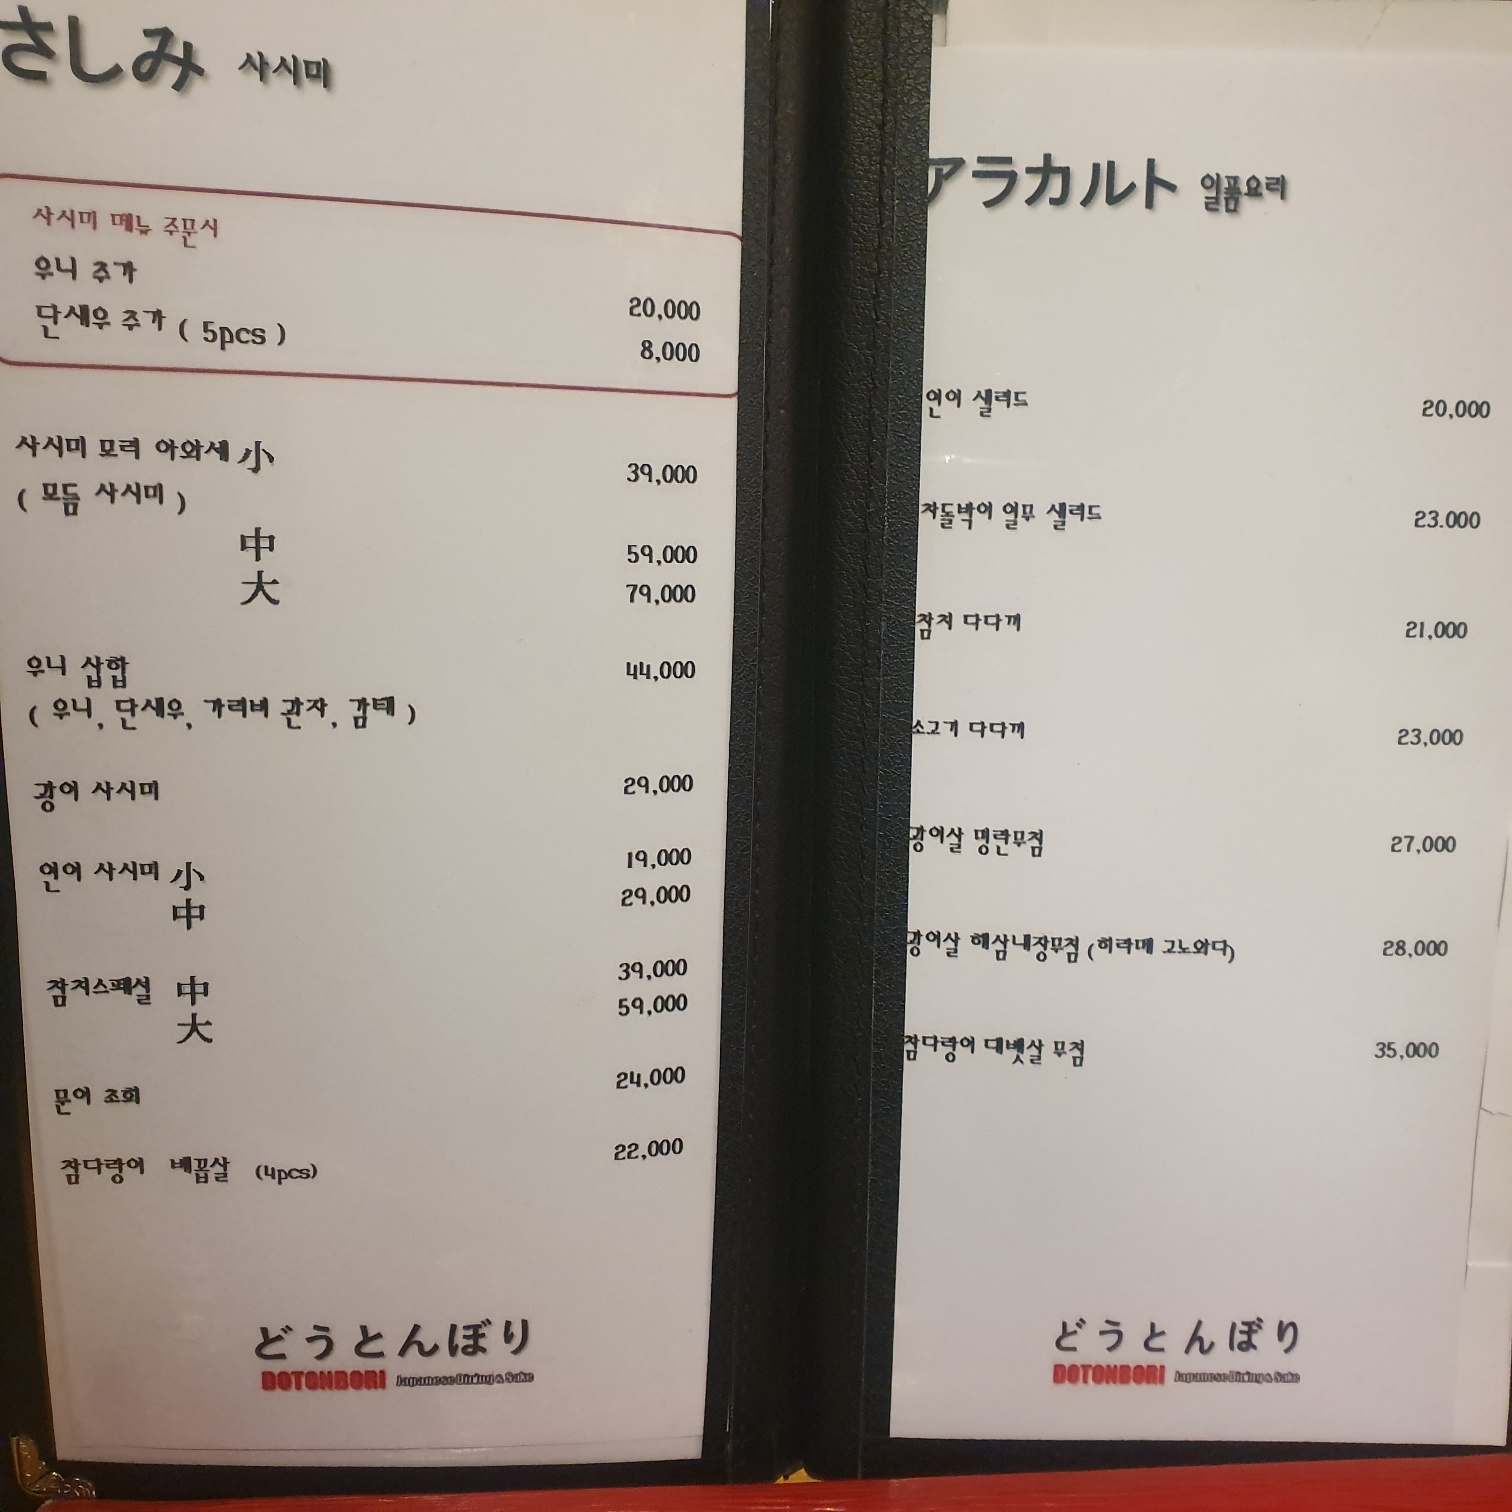 さしみ 사시미
사시미 메뉴 주문시
우니 추가 20,000
단새우 추가 ( 5pcs ) 8,000
사시미 모리 아와세 小 39,000
( 모듬 사시미 )
中 59,000
大 79,000
우니 삽합 44,000
( 우니, 단새우, 가리비 관자, 감태 )
광어 사시미 29,000
연어 사시미 小 19,000
中 29,000
참치스페셜 中 39,000
大 59,000
문어 초회 24,000
참다랑어 배꼽살 (4pcs) 22,000
どうとんぼり
DOTONBORI Japanese Dining & Sake
アラカルト 일품요리
연어 샐러드 20,000
차돌박이 열무 샐러드 23.000
참치 다다끼 21,000
소고기 다다끼 23,000
광어살 명란무침 27,000
광어살 해삼내장무침 (히라메 고노와다) 28,000
참다랑어 대뱃살 무침 35,000
どうとんぼり
DOTONBORI Japanese Dining & Sake